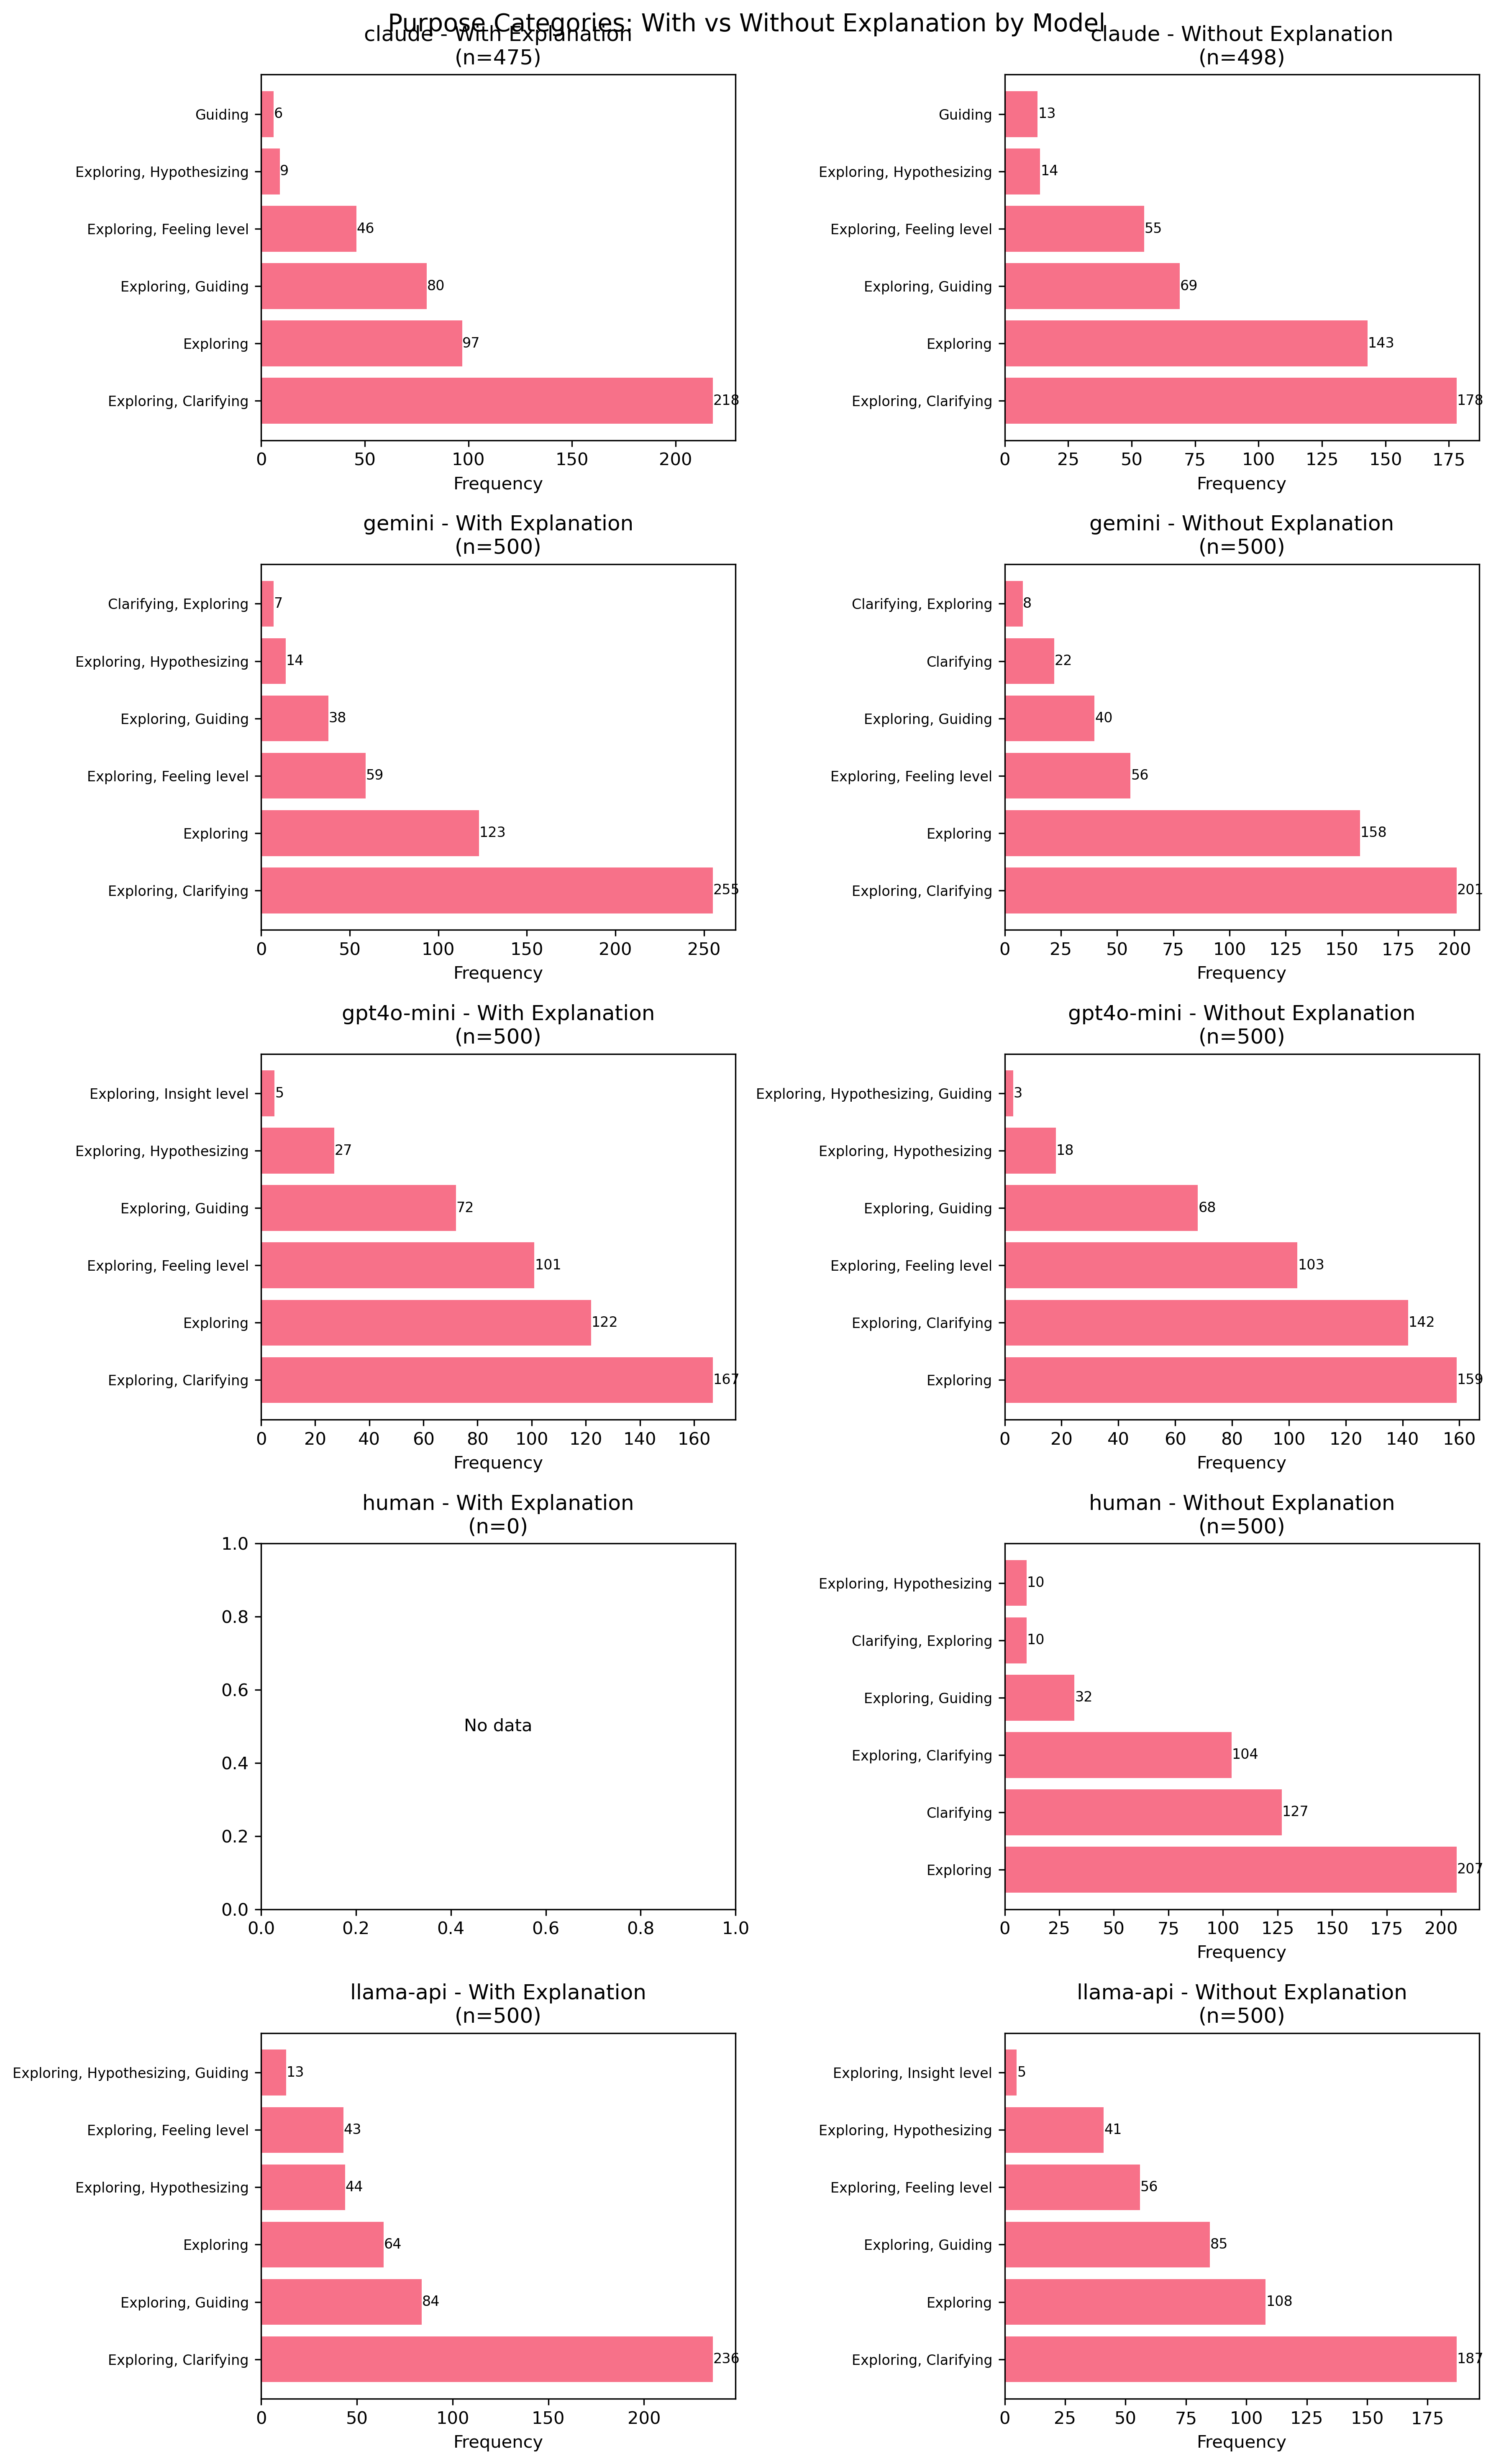 Purpose Categories: With vs Without Explanation by Model
claude - With Explanation
(n=475)
Guiding
6
Exploring, Hypothesizing
9
Exploring, Feeling level
46
Exploring, Guiding
80
Exploring
97
Exploring, Clarifying
218
0 50 100 150 200
Frequency
claude - Without Explanation
(n=498)
Guiding
13
Exploring, Hypothesizing
14
Exploring, Feeling level
55
Exploring, Guiding
69
Exploring
143
Exploring, Clarifying
178
0 25 50 75 100 125 150 175
Frequency
gemini - With Explanation
(n=500)
Clarifying, Exploring
7
Exploring, Hypothesizing
14
Exploring, Guiding
38
Exploring, Feeling level
59
Exploring
123
Exploring, Clarifying
255
0 50 100 150 200 250
Frequency
gemini - Without Explanation
(n=500)
Clarifying, Exploring
8
Clarifying
22
Exploring, Guiding
40
Exploring, Feeling level
56
Exploring
158
Exploring, Clarifying
201
0 25 50 75 100 125 150 175 200
Frequency
gpt4o-mini - With Explanation
(n=500)
Exploring, Insight level
5
Exploring, Hypothesizing
27
Exploring, Guiding
72
Exploring, Feeling level
101
Exploring
122
Exploring, Clarifying
167
0 20 40 60 80 100 120 140 160
Frequency
gpt4o-mini - Without Explanation
(n=500)
Exploring, Hypothesizing, Guiding
3
Exploring, Hypothesizing
18
Exploring, Guiding
68
Exploring, Feeling level
103
Exploring, Clarifying
142
Exploring
159
0 20 40 60 80 100 120 140 160
Frequency
human - With Explanation
(n=0)
1.0
0.8
0.6
No data
0.4
0.2
0.0
0.0 0.2 0.4 0.6 0.8 1.0
human - Without Explanation
(n=500)
Exploring, Hypothesizing
10
Clarifying, Exploring
10
Exploring, Guiding
32
Exploring, Clarifying
104
Clarifying
127
Exploring
207
0 25 50 75 100 125 150 175 200
Frequency
llama-api - With Explanation
(n=500)
Exploring, Hypothesizing, Guiding
13
Exploring, Feeling level
43
Exploring, Hypothesizing
44
Exploring
64
Exploring, Guiding
84
Exploring, Clarifying
236
0 50 100 150 200
Frequency
llama-api - Without Explanation
(n=500)
Exploring, Insight level
5
Exploring, Hypothesizing
41
Exploring, Feeling level
56
Exploring, Guiding
85
Exploring
108
Exploring, Clarifying
187
0 25 50 75 100 125 150 175
Frequency